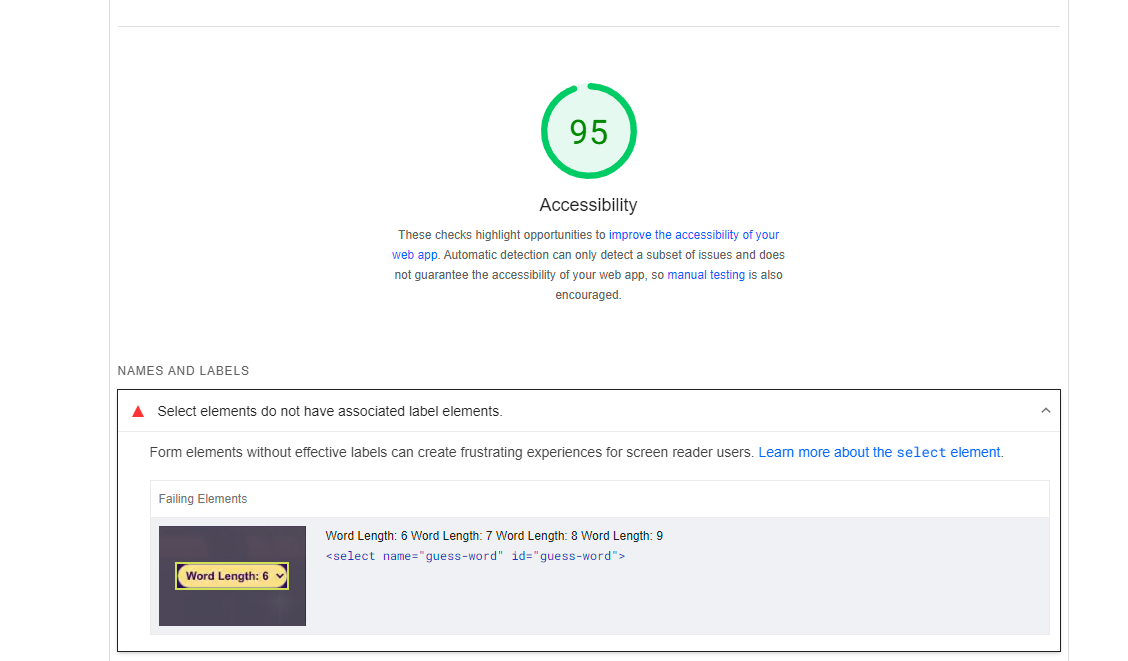 95
Accessibility
These checks highlight opportunities to improve the accessibility of your
web app. Automatic detection can only detect a subset of issues and does
not guarantee the accessibility of your web app, so manual testing is also
encouraged.
NAMES AND LABELS
Select elements do not have associated label elements.
Form elements without effective labels can create frustrating experiences for screen reader users. Learn more about the select element.
Failing Elements
Word Length: 6
Word Length: 6 Word Length: 7 Word Length: 8 Word Length: 9
<select name="guess-word" id="guess-word">